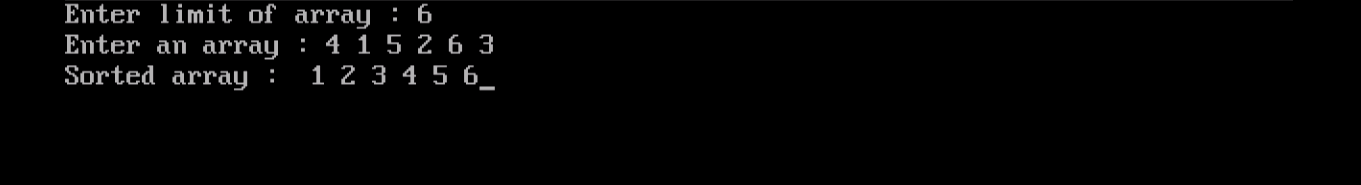 Enter limit of array : 6
Enter an array : 4 1 5 2 6 3
Sorted array :  1 2 3 4 5 6_